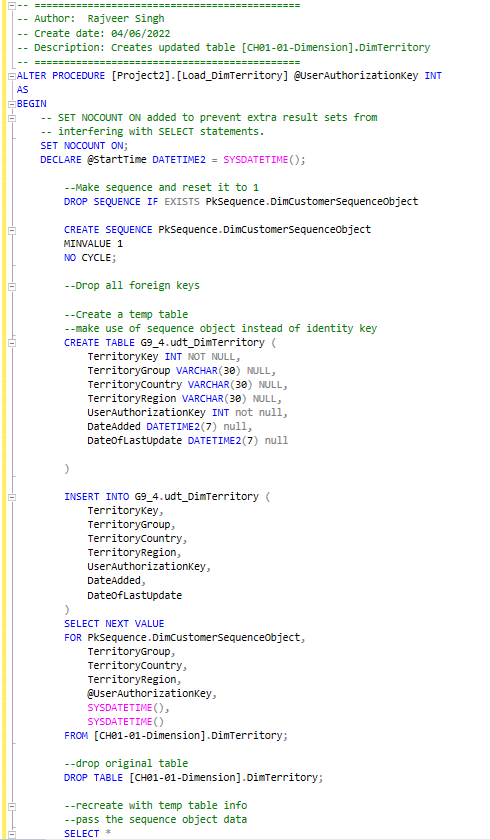 -- =============================================
-- Author:  Rajveer Singh
-- Create date: 04/06/2022
-- Description: Creates updated table [CH01-01-Dimension].DimTerritory
-- =============================================
ALTER PROCEDURE [Project2].[Load_DimTerritory] @UserAuthorizationKey INT
AS
BEGIN
-- SET NOCOUNT ON added to prevent extra result sets from
-- interfering with SELECT statements.
SET NOCOUNT ON;
DECLARE @StartTime DATETIME2 = SYSDATETIME();
--Make sequence and reset it to 1
DROP SEQUENCE IF EXISTS PkSequence.DimCustomerSequenceObject
CREATE SEQUENCE PkSequence.DimCustomerSequenceObject
MINVALUE 1
NO CYCLE;
--Drop all foreign keys
--Create a temp table
--make use of sequence object instead of identity key
CREATE TABLE G9_4.udt_DimTerritory (
TerritoryKey INT NOT NULL,
TerritoryGroup VARCHAR(30) NULL,
TerritoryCountry VARCHAR(30) NULL,
TerritoryRegion VARCHAR(30) NULL,
UserAuthorizationKey INT not null,
DateAdded DATETIME2(7) null,
DateOfLastUpdate DATETIME2(7) null
)
INSERT INTO G9_4.udt_DimTerritory (
TerritoryKey,
TerritoryGroup,
TerritoryCountry,
TerritoryRegion,
UserAuthorizationKey,
DateAdded,
DateOfLastUpdate
)
SELECT NEXT VALUE
FOR PkSequence.DimCustomerSequenceObject,
TerritoryGroup,
TerritoryCountry,
TerritoryRegion,
@UserAuthorizationKey,
SYSDATETIME(),
SYSDATETIME()
FROM [CH01-01-Dimension].DimTerritory;
--drop original table
DROP TABLE [CH01-01-Dimension].DimTerritory;
--recreate with temp table info
--pass the sequence object data
SELECT *